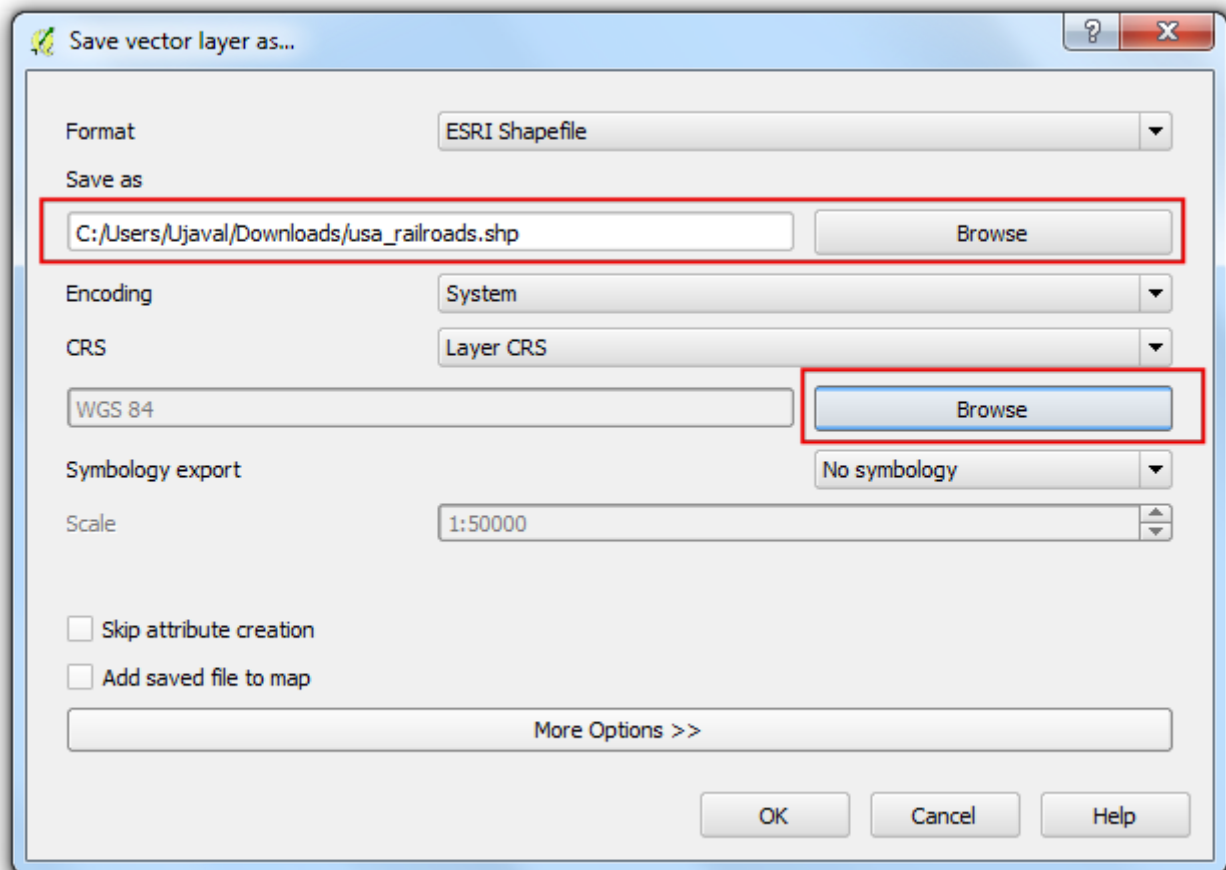 Save vector layer as...
Format ESRI Shapefile
Save as
C:/Users/Ujaval/Downloads/usa_railroads.shp Browse
Encoding System
CRS Layer CRS
WGS 84 Browse
Symbology export No symbology
Scale 1:50000
Skip attribute creation
Add saved file to map
More Options >>
OK Cancel Help